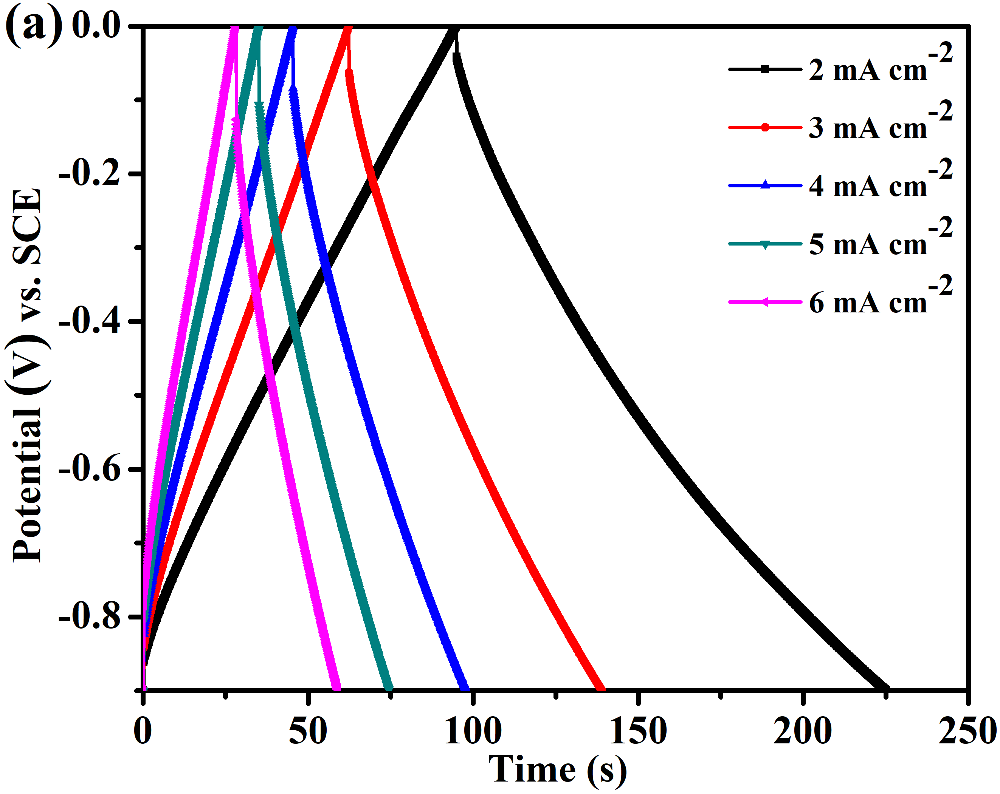 (a)
0.0
-0.2
-0.4
-0.6
-0.8
Potential (V) vs. SCE
2 mA cm-2
3 mA cm-2
4 mA cm-2
5 mA cm-2
6 mA cm-2
0 50 100 150 200 250
Time (s)